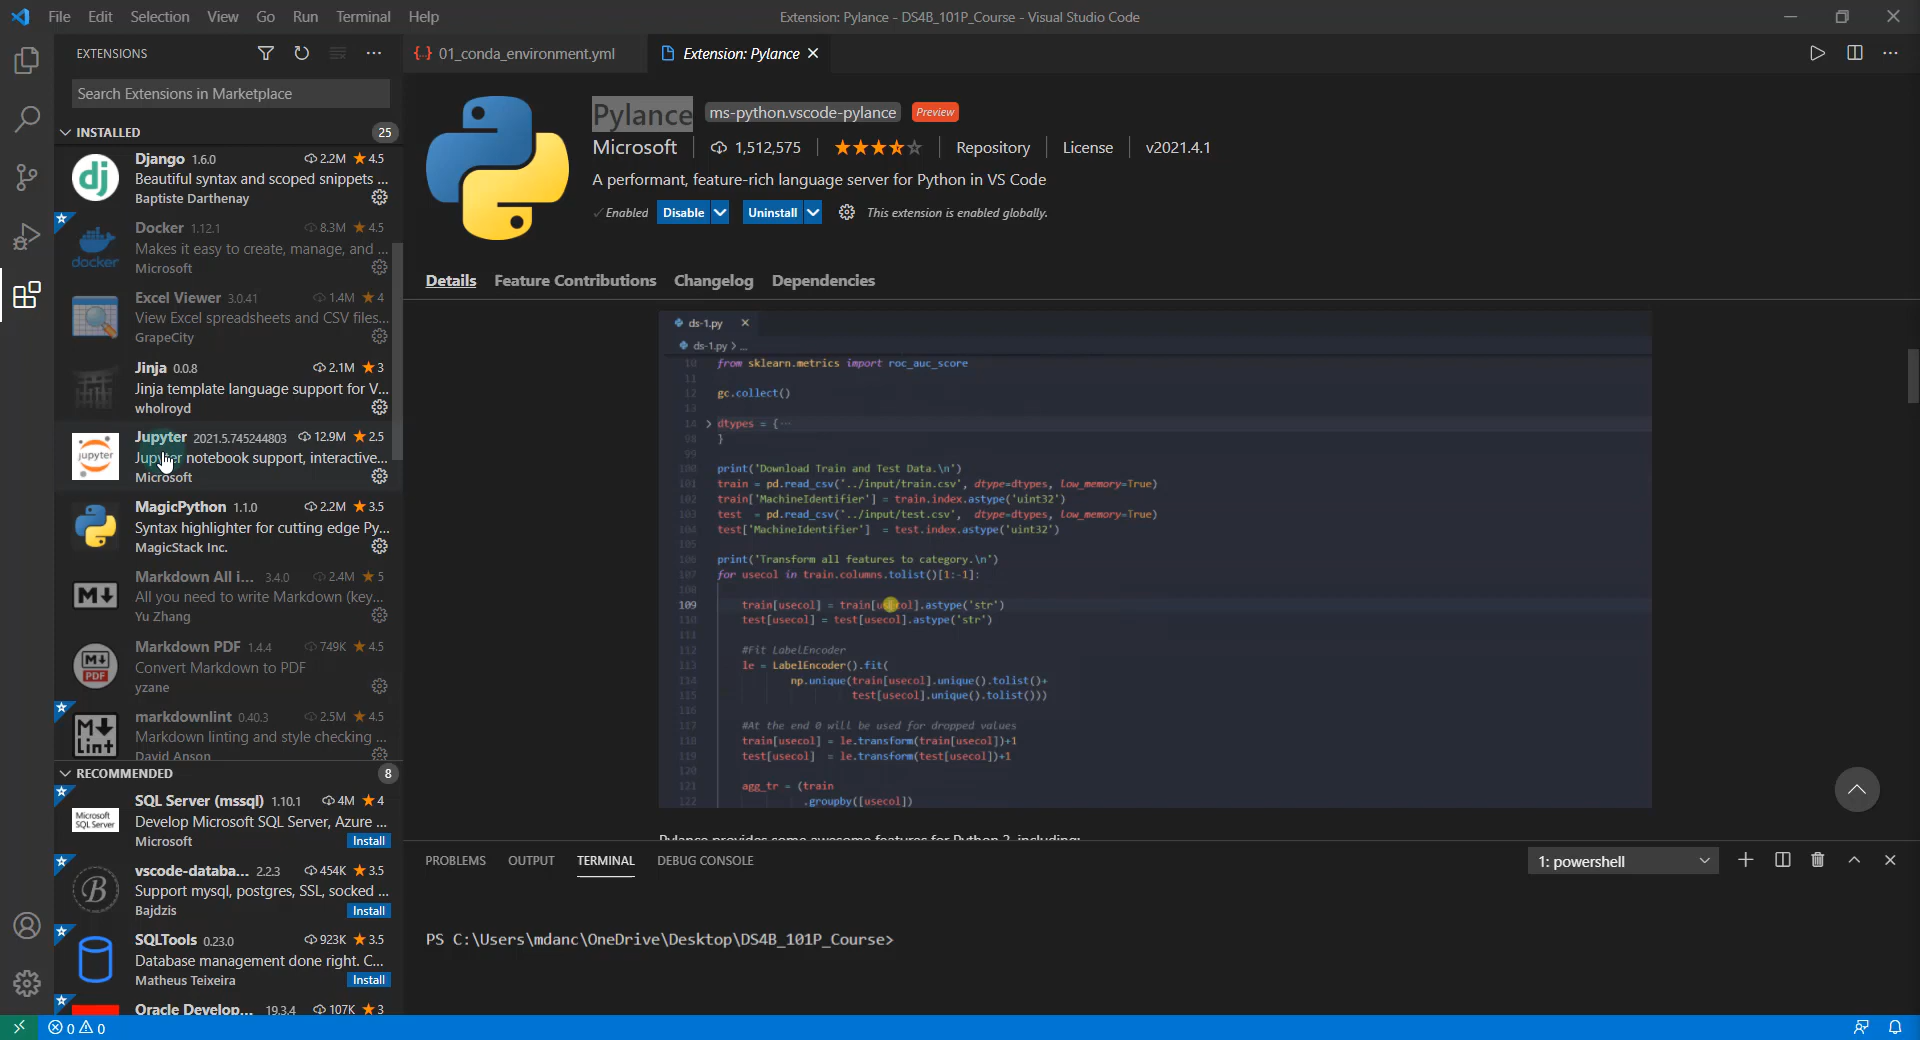 File Edit Selection View Go Run Terminal Help
Extension: Pylance - DS4B_101P_Course - Visual Studio Code
EXTENSIONS
Search Extensions in Marketplace
INSTALLED 25
Django 1.6.0 2.2M 4.5
Beautiful syntax and scoped snippets ...
Baptiste Darthenay
Docker 1.12.1 8.3M 4.5
Makes it easy to create, manage, and ...
Microsoft
Excel Viewer 3.0.41 1.4M 4
View Excel spreadsheets and CSV files...
GrapeCity
Jinja 0.0.8 2.1M 3
Jinja template language support for V...
wholroyd
jupyter
Jupyter 2021.5.745244803 12.9M 2.5
Jupyter notebook support, interactive...
Microsoft
MagicPython 1.1.0 2.2M 3.5
Syntax highlighter for cutting edge Py...
MagicStack Inc.
Markdown All i... 3.4.0 2.4M 5
All you need to write Markdown (key...
Yu Zhang
Markdown PDF 1.4.4 749K 4.5
Convert Markdown to PDF
yzane
markdownlint 0.40.3 2.5M 4.5
Markdown linting and style checking ...
David Anson
RECOMMENDED 8
Microsoft SQL Server
SQL Server (mssql) 1.10.1 4M 4
Develop Microsoft SQL Server, Azure ...
Microsoft Install
vscode-databa... 2.2.3 454K 3.5
Support mysql, postgres, SSL, socked ...
Bajdzis Install
SQLTools 0.23.0 923K 3.5
Database management done right. C...
Matheus Teixeira Install
Oracle Develop... 19.3.4 107K 3
01_conda_environment.yml
Extension: Pylance
Pylance ms-python.vscode-pylance Preview
Microsoft 1,512,575 Repository License v2021.4.1
A performant, feature-rich language server for Python in VS Code
Enabled Disable Uninstall This extension is enabled globally.
Details Feature Contributions Changelog Dependencies
ds-1.py
ds-1.py > ...
10 from sklearn.metrics import roc_auc_score
11
12 gc.collect()
13
14 > dtypes = {...
98 }
99
100 print('Download Train and Test Data.\n')
101 train = pd.read_csv('../input/train.csv', dtype=dtypes, low_memory=True)
102 train['MachineIdentifier'] = train.index.astype('uint32')
103 test = pd.read_csv('../input/test.csv', dtype=dtypes, low_memory=True)
104 test['MachineIdentifier'] = test.index.astype('uint32')
105
106 print('Transform all features to category.\n')
107 for usecol in train.columns.tolist()[1:-1]:
108
109 train[usecol] = train[usecol].astype('str')
110 test[usecol] = test[usecol].astype('str')
111
112 #Fit LabelEncoder
113 le = LabelEncoder().fit(
114 np.unique(train[usecol].unique().tolist()+
115 test[usecol].unique().tolist()))
116
117 #At the end 0 will be used for dropped values
118 train[usecol] = le.transform(train[usecol])+1
119 test[usecol] = le.transform(test[usecol])+1
120
121 agg_tr = (train
122 .groupby([usecol])
Pylance provides some awesome features for Python 3, including:
PROBLEMS OUTPUT TERMINAL DEBUG CONSOLE
1: powershell
PS C:\Users\mdanc\OneDrive\Desktop\DS4B_101P_Course>
0 0